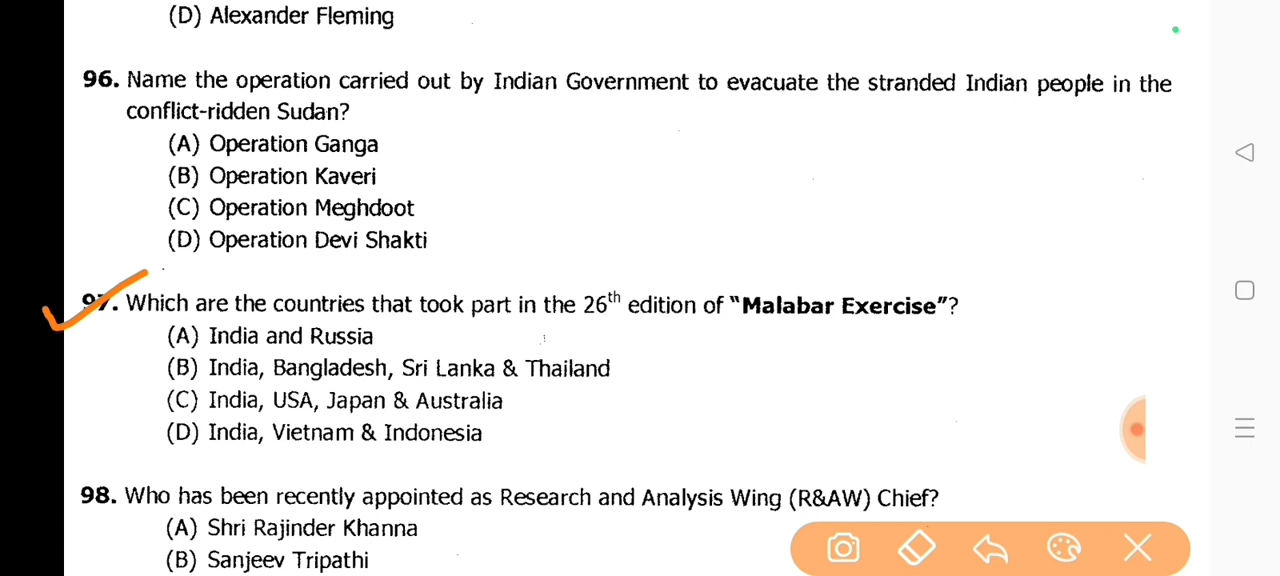 (D) Alexander Fleming
96. Name the operation carried out by Indian Government to evacuate the stranded Indian people in the
conflict-ridden Sudan?
(A) Operation Ganga
(B) Operation Kaveri
(C) Operation Meghdoot
(D) Operation Devi Shakti
97. Which are the countries that took part in the 26th edition of "Malabar Exercise"?
(A) India and Russia
(B) India, Bangladesh, Sri Lanka & Thailand
(C) India, USA, Japan & Australia
(D) India, Vietnam & Indonesia
98. Who has been recently appointed as Research and Analysis Wing (R&AW) Chief?
(A) Shri Rajinder Khanna
(B) Sanjeev Tripathi